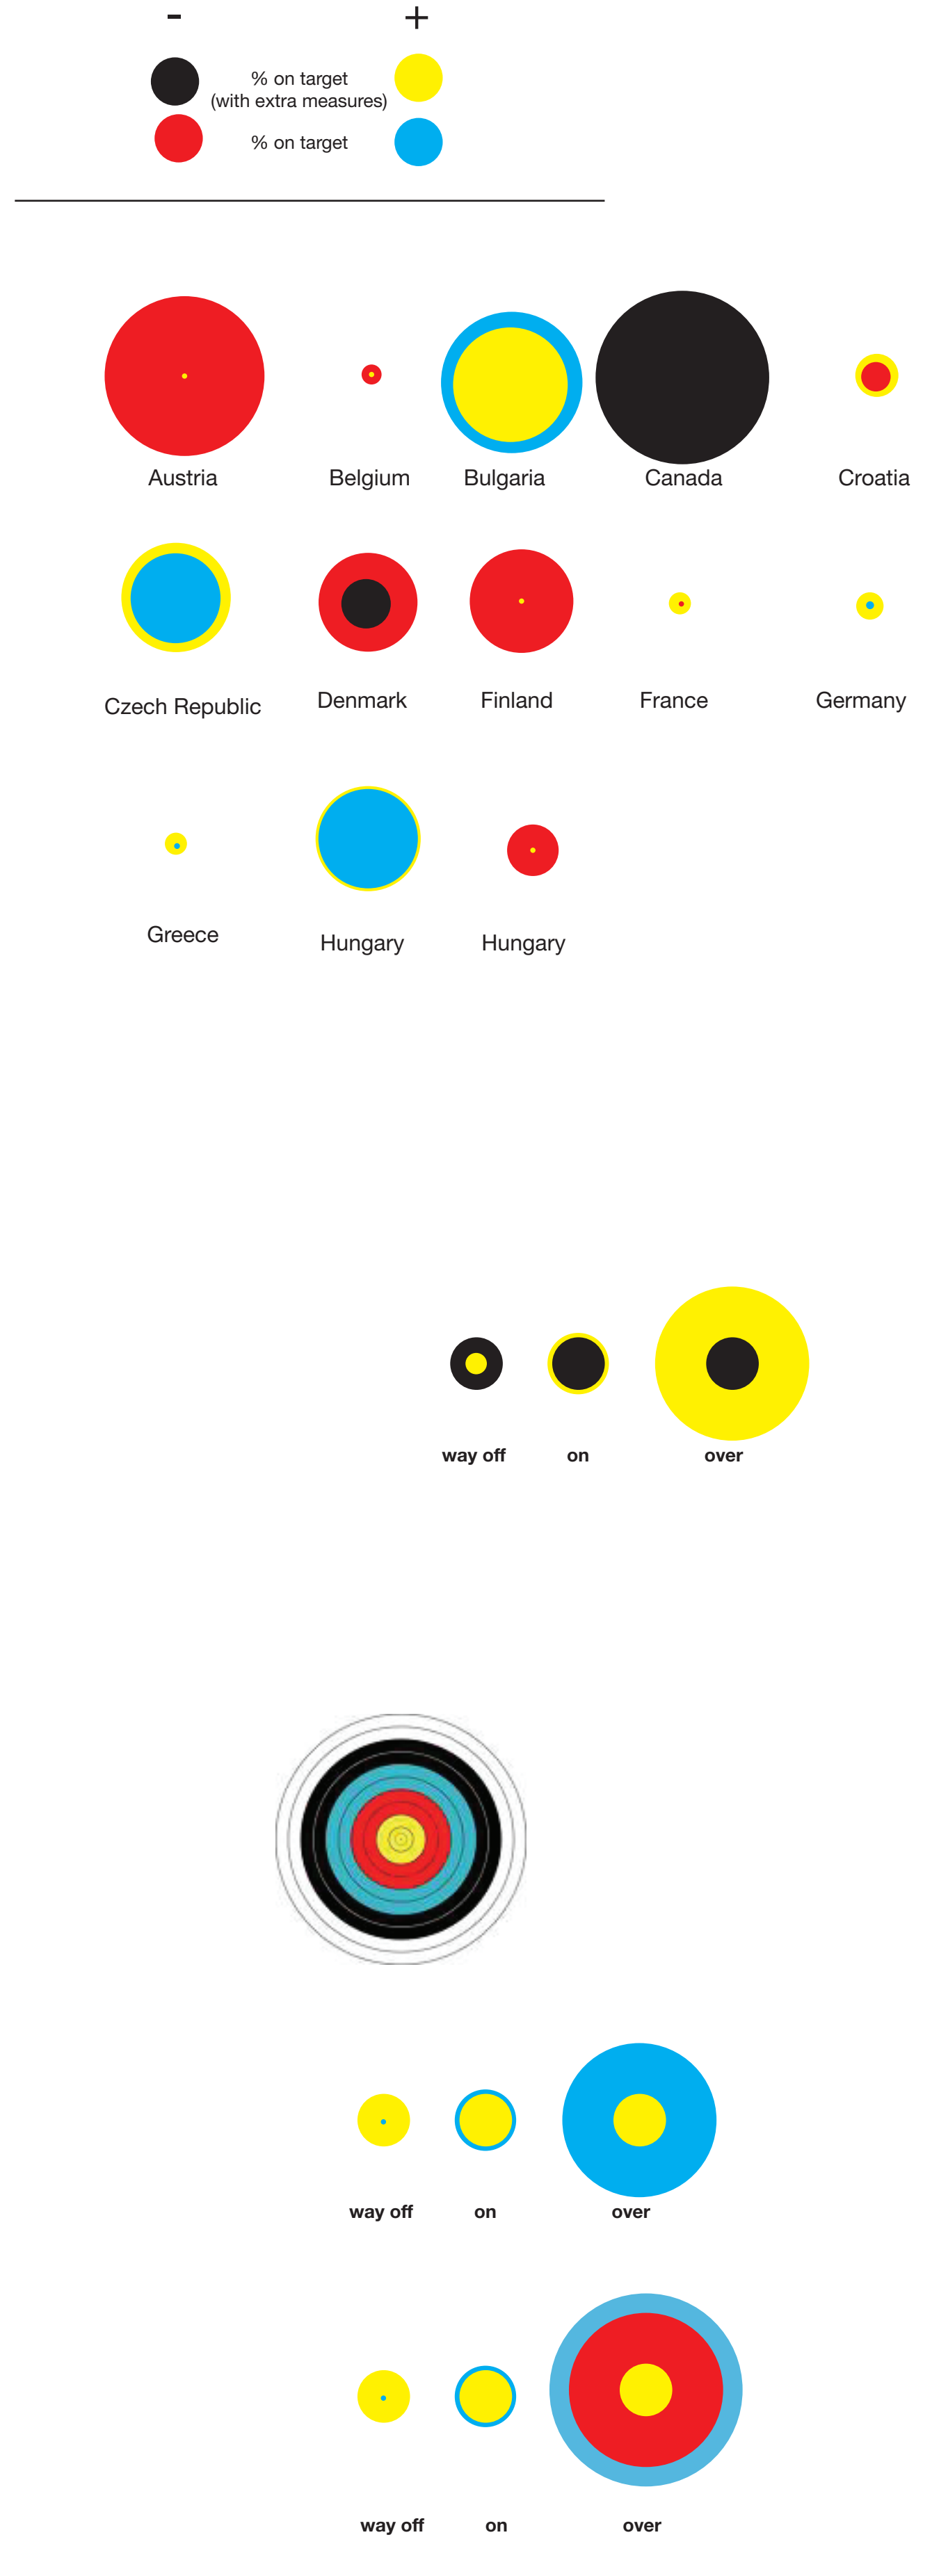 - +
% on target
(with extra measures)
% on target
Austria Belgium Bulgaria Canada Croatia
Czech Republic Denmark Finland France Germany
Greece Hungary Hungary
way off on over
way off on over
way off on over